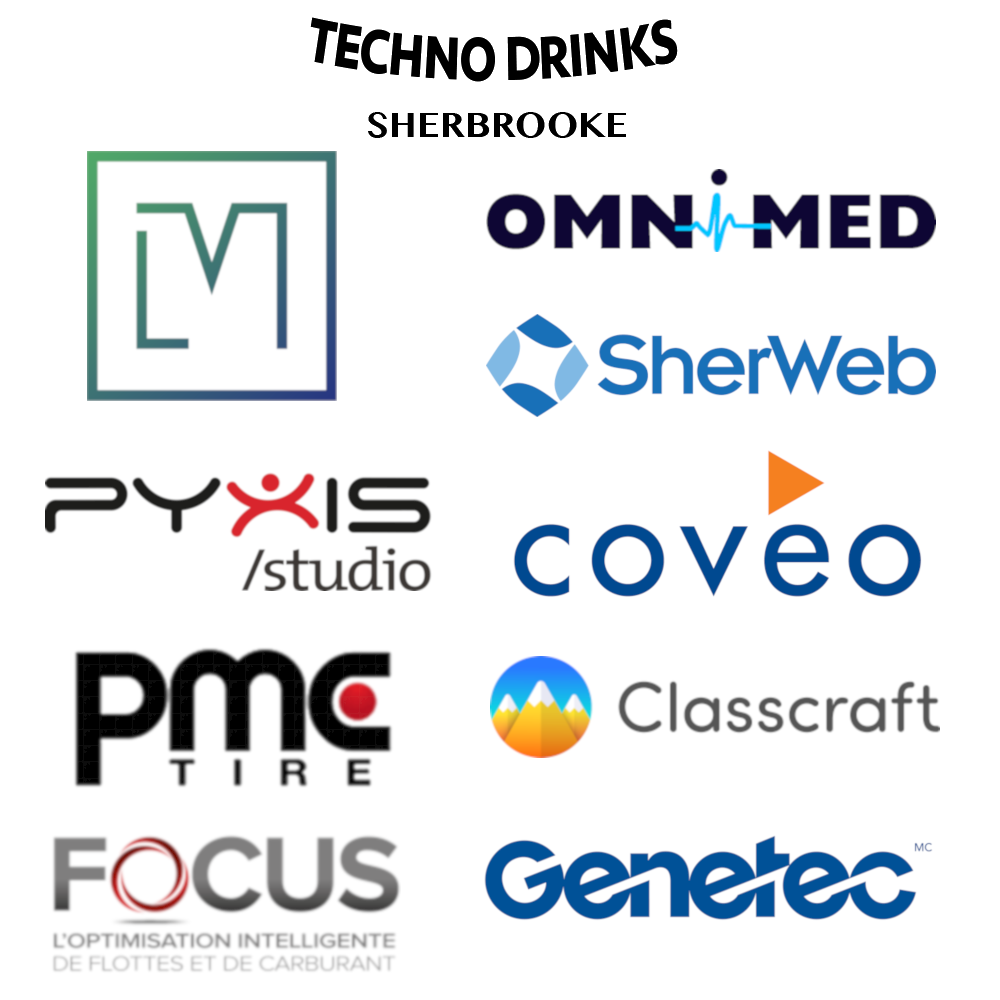 TECHNO DRINKS
SHERBROOKE
M
OMNIMED
SherWeb
PYXIS
/studio
coveo
pmc
TIRE
Classcraft
FOCUS
L'OPTIMISATION INTELLIGENTE
DE FLOTTES ET DE CARBURANT
Genetec MC